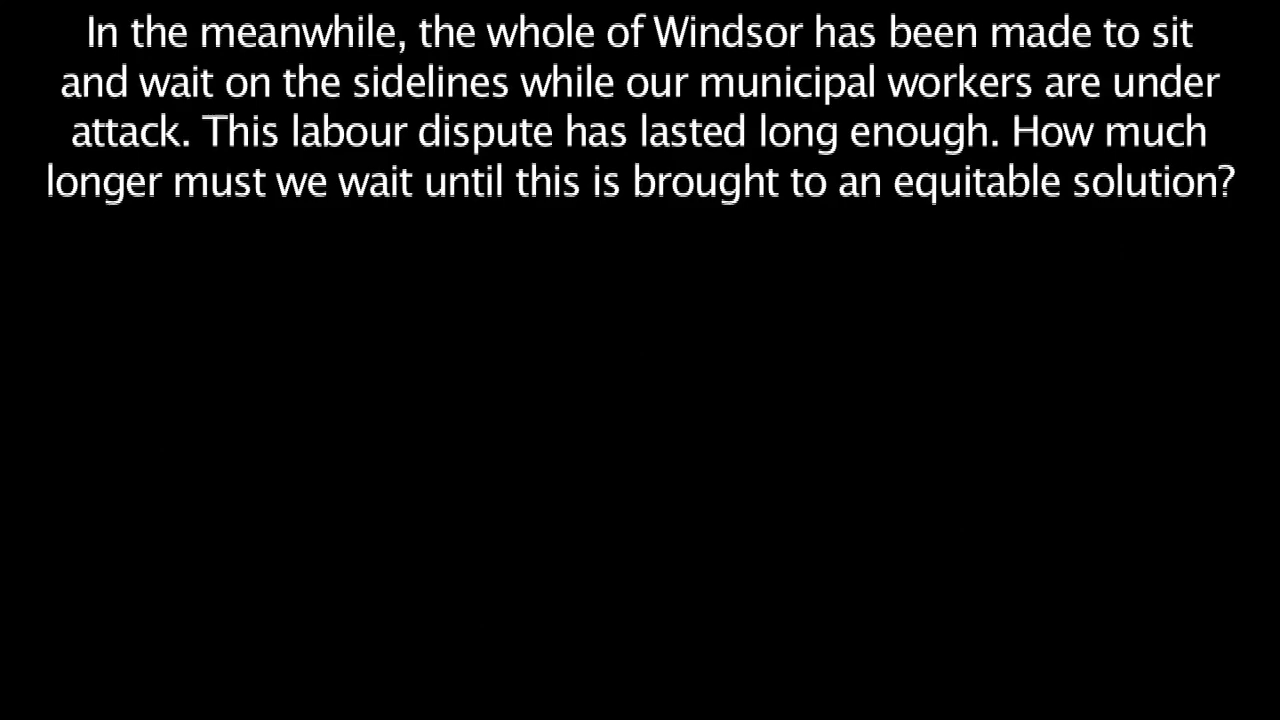 In the meanwhile, the whole of Windsor has been made to sit
and wait on the sidelines while our municipal workers are under
attack. This labour dispute has lasted long enough. How much
longer must we wait until this is brought to an equitable solution?